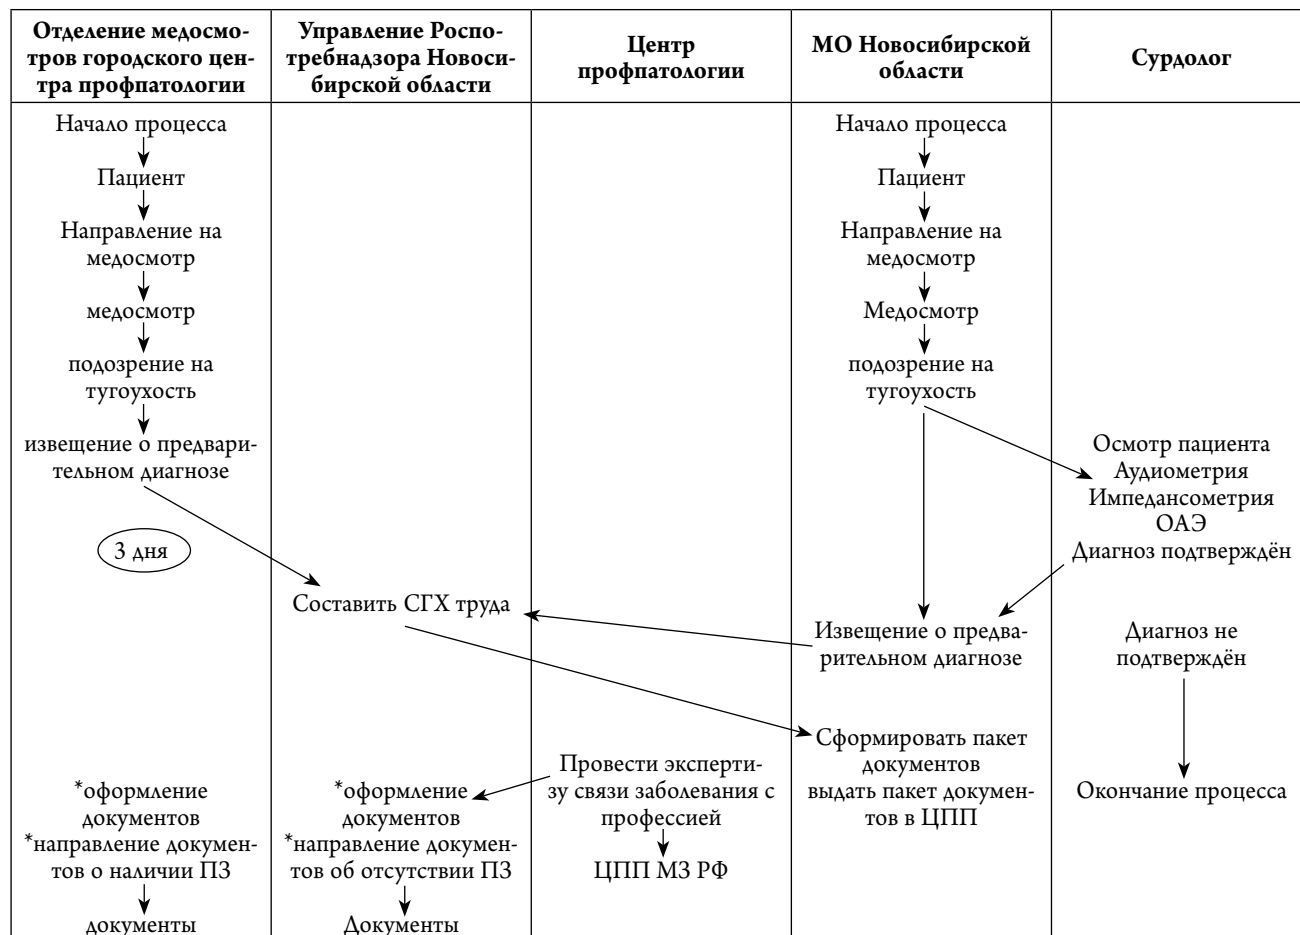 Отделение медосмо-
тров городского цен-
тра профпатологии
Управление Роспо-
требнадзора Новоси-
бирской области
Центр
профпатологии
МО Новосибирской
области
Сурдолог
Начало процесса
Пациент
Направление на
медосмотр
медосмотр
подозрение на
тугоухость
извещение о предвари-
тельном диагнозе
3 дня
*оформление
документов
*направление докумен-
тов о наличии ПЗ
документы
Составить СГХ труда
*оформление
документов
*направление докумен-
тов об отсутствии ПЗ
Документы
Провести эксперти-
зу связи заболевания с
профессией
ЦПП МЗ РФ
Начало процесса
Пациент
Направление на
медосмотр
Медосмотр
подозрение на
тугоухость
Извещение о предва-
рительном диагнозе
Сформировать пакет
документов
выдать пакет докумен-
тов в ЦПП
Осмотр пациента
Аудиометрия
Импедансометрия
ОАЭ
Диагноз подтверждён
Диагноз не
подтверждён
Окончание процесса